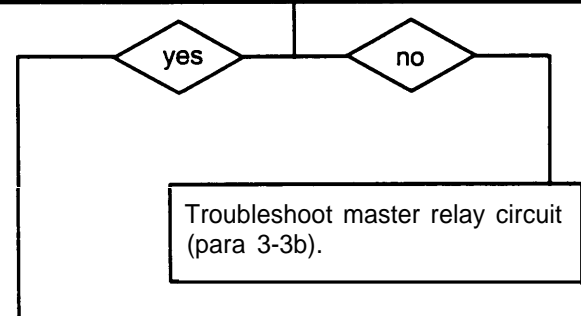 yes no
Troubleshoot master relay circuit
(para 3-3b).